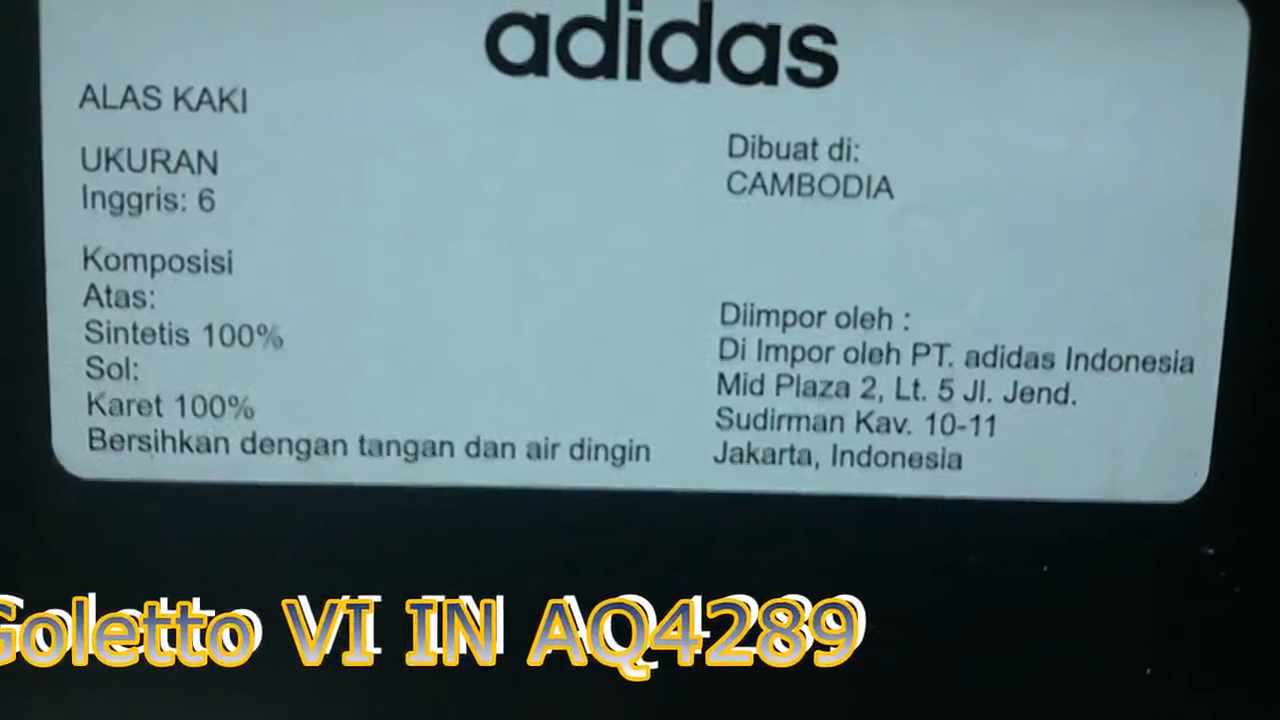 adidas
ALAS KAKI
UKURAN
Inggris: 6
Komposisi
Atas:
Sintetis 100%
Sol:
Karet 100%
Bersihkan dengan tangan dan air dingin
Dibuat di:
CAMBODIA
Diimpor oleh :
Di Impor oleh PT. adidas Indonesia
Mid Plaza 2, Lt. 5 Jl. Jend.
Sudirman Kav. 10-11
Jakarta, Indonesia
Goletto VI IN AQ4289